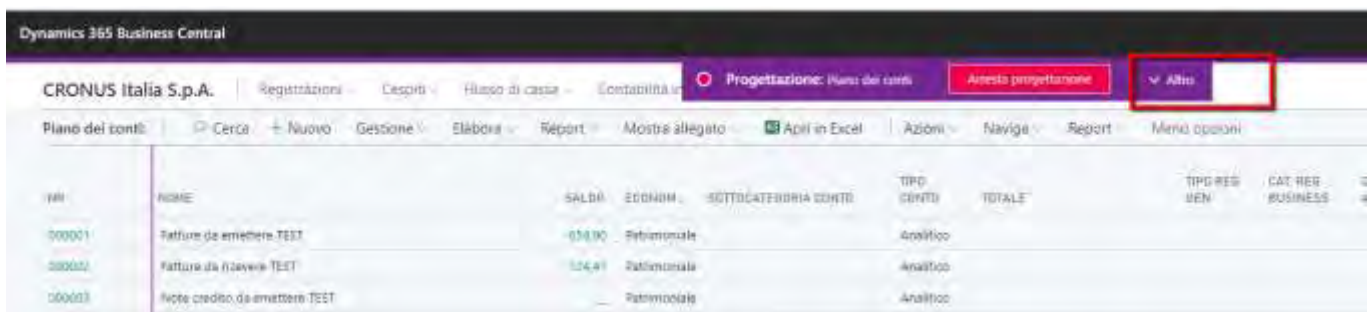 Dynamics 365 Business Central
Progettazione: Piano dei conti Arresta progettazione Altro
CRONUS Italia S.p.A. Registrazioni Cespiti Flusso di cassa Contabilità
Piano dei conti Cerca + Nuovo Gestione Elabora Report Mostra allegato Apri in Excel Azioni Naviga Report Meno opzioni
TIPO TIPO REG. CAT. REG.
NR. NOME SALDO ECONOM... SOTTOCATEGORIA CONTO CONTO TOTALE GEN. BUSINESS
000001 Fatture da emettere TEST Patrimoniale Analitico
000002 Fatture da ricevere TEST Patrimoniale Analitico
000003 Note credito da emettere TEST _ Patrimoniale Analitico